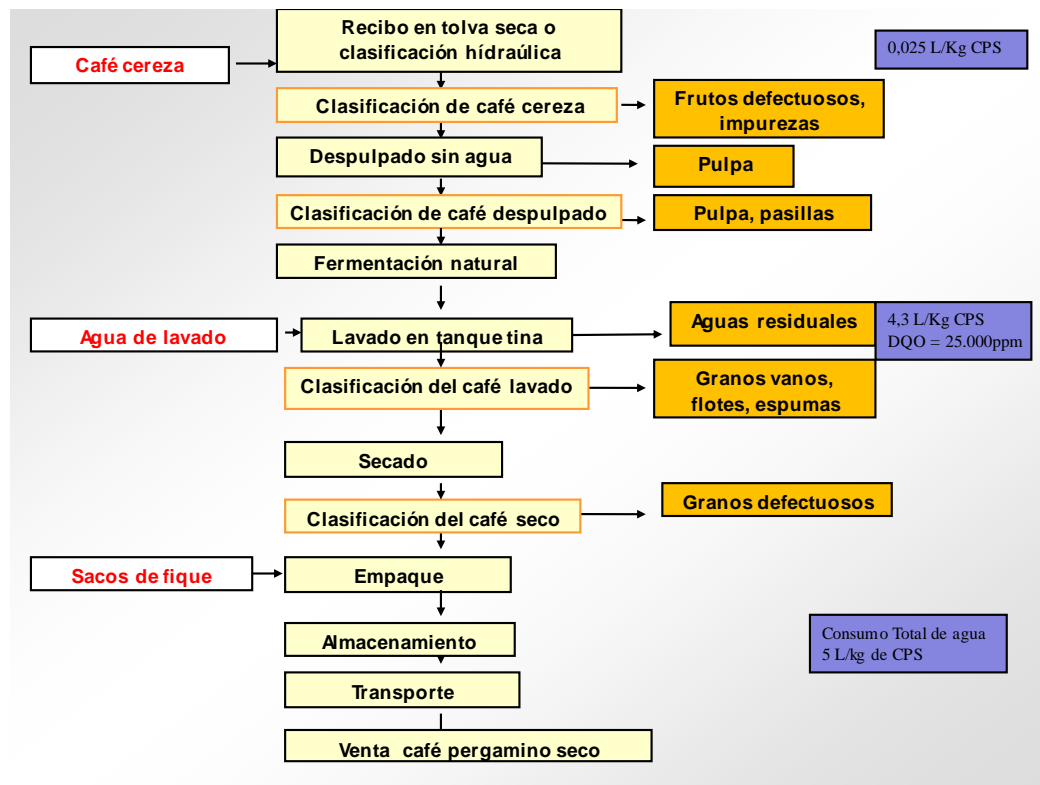 Recibo en tolva seca o
clasificación hídraúlica
0,025 L/Kg CPS
Café cereza
Clasificación de café cereza
Frutos defectuosos,
impurezas
Despulpado sin agua
Pulpa
Clasificación de café despulpado
Pulpa, pasillas
Fermentación natural
Agua de lavado
Lavado en tanque tina
Aguas residuales
4,3 L/Kg CPS
DQO = 25.000ppm
Clasificación del café lavado
Granos vanos,
flotes, espumas
Secado
Clasificación del café seco
Granos defectuosos
Sacos de fique
Empaque
Almacenamiento
Consumo Total de agua
5 L/kg de CPS
Transporte
Venta café pergamino seco